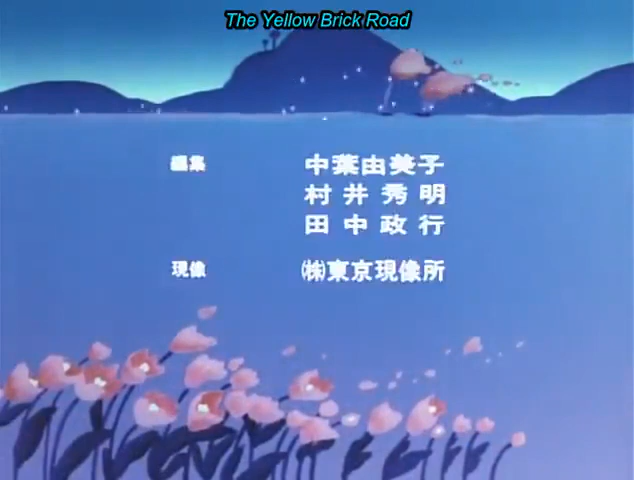 The Yellow Brick Road
編集
中葉由美子
村井秀明
田中政行
現像
㈱東京現像所